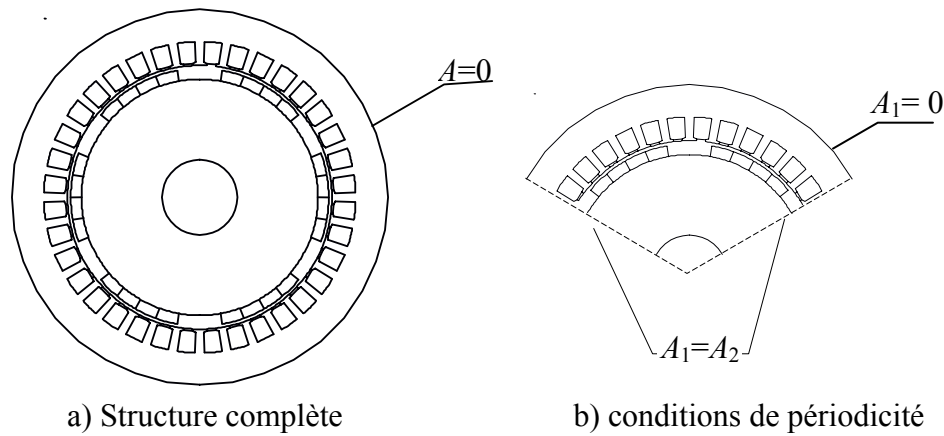 A=0
A₁= 0
A₁=A₂
a) Structure complète
b) conditions de périodicité